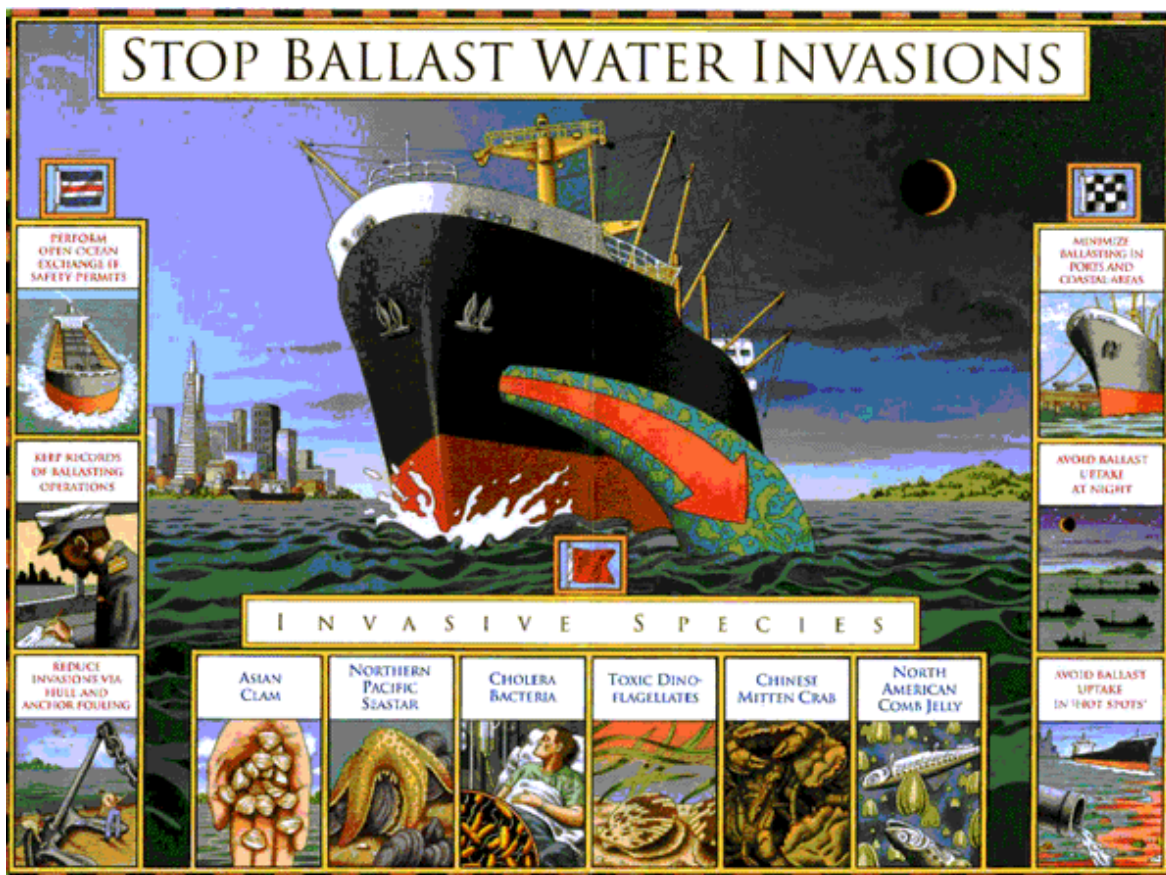 STOP BALLAST WATER INVASIONS
PERFORM
OPEN OCEAN
EXCHANGE IF
SAFETY PERMITS
KEEP RECORDS
OF BALLASTING
OPERATIONS
REDUCE
INVASIONS VIA
HULL AND
ANCHOR FOULING
MINIMIZE
BALLASTING IN
PORTS AND
COASTAL AREAS
AVOID BALLAST
UPTAKE
AT NIGHT
AVOID BALLAST
UPTAKE
IN 'HOT SPOTS'
INVASIVE SPECIES
ASIAN
CLAM
NORTHERN
PACIFIC
SEASTAR
CHOLERA
BACTERIA
TOXIC DINO-
FLAGELLATES
CHINESE
MITTEN CRAB
NORTH
AMERICAN
COMB JELLY